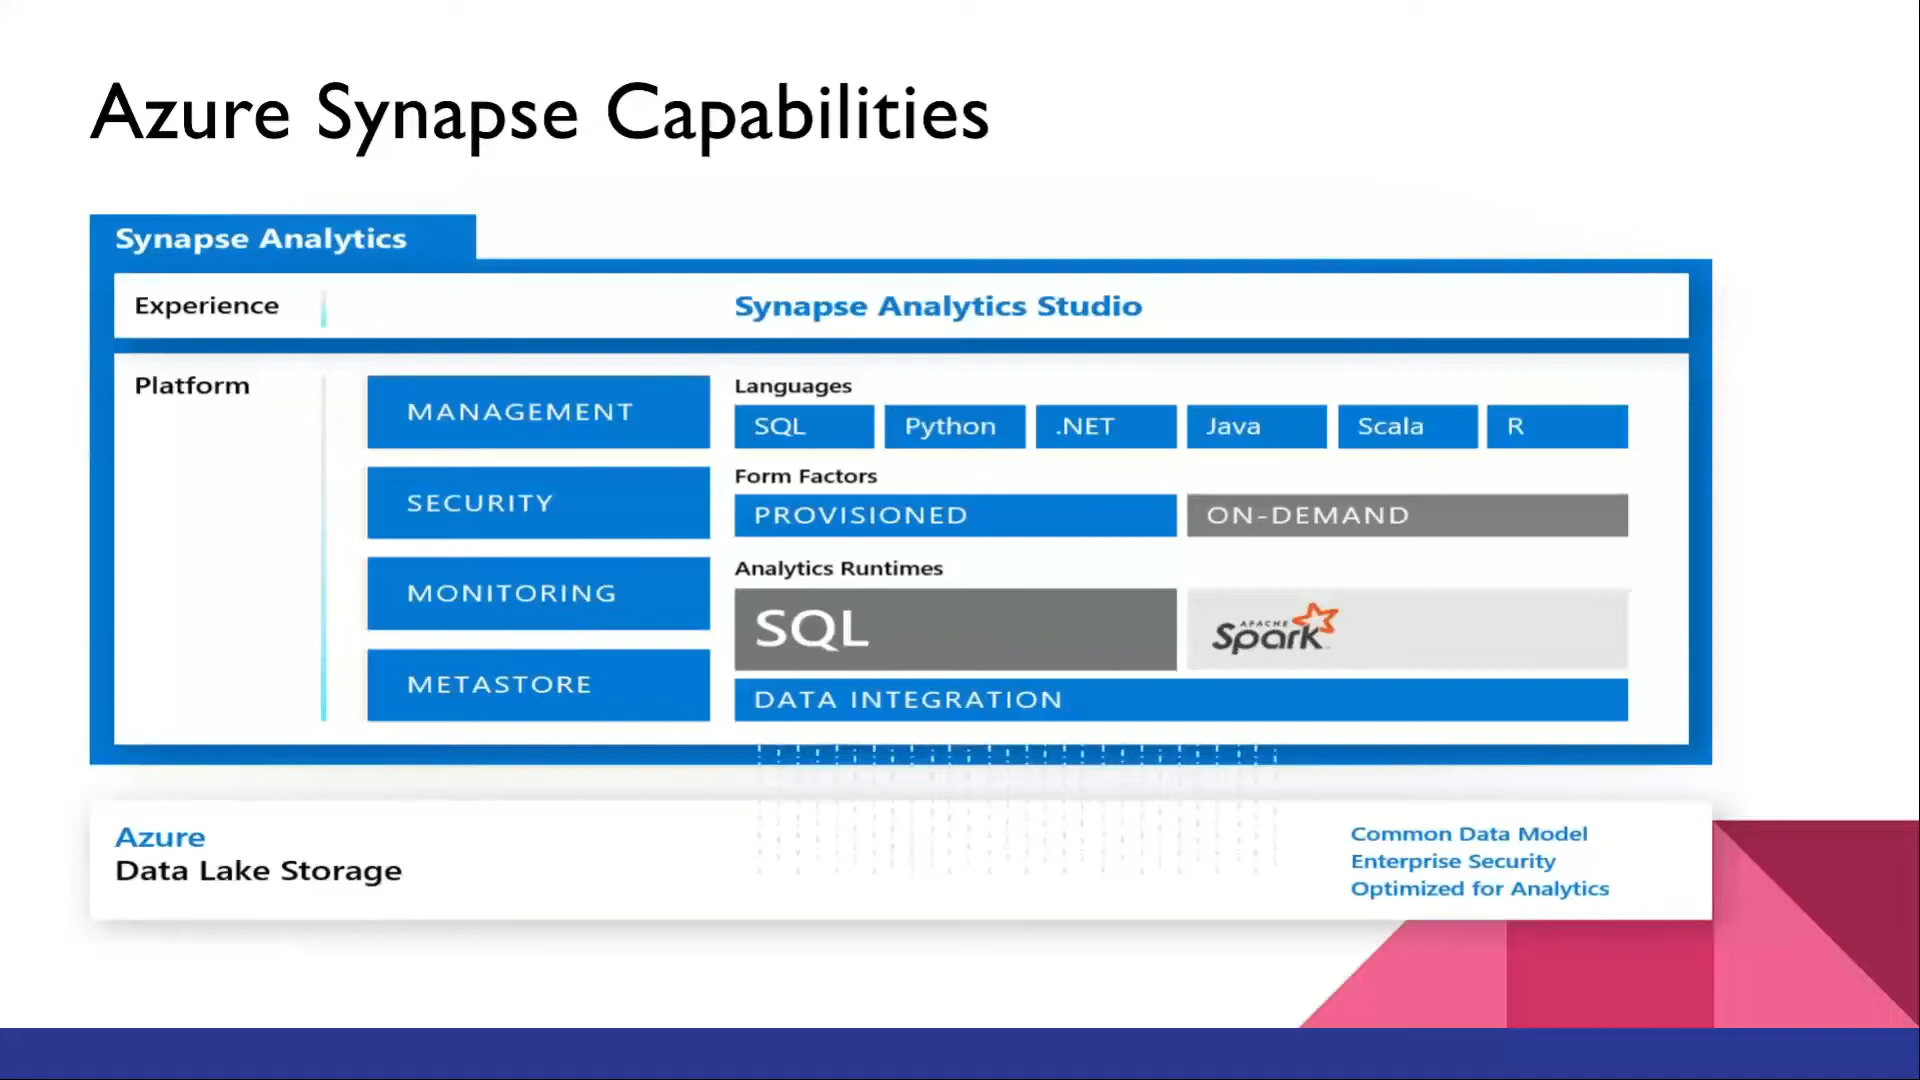 Azure Synapse Capabilities
Synapse Analytics
Experience
Synapse Analytics Studio
Platform
MANAGEMENT
SECURITY
MONITORING
METASTORE
Languages
SQL Python .NET Java Scala R
Form Factors
PROVISIONED ON-DEMAND
Analytics Runtimes
SQL
APACHE
Spark
DATA INTEGRATION
Azure
Data Lake Storage
Common Data Model
Enterprise Security
Optimized for Analytics